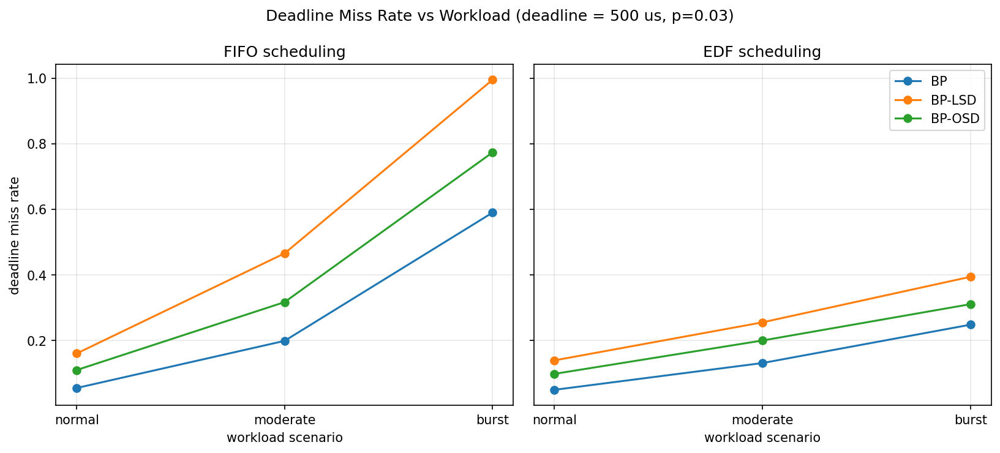 Deadline Miss Rate vs Workload (deadline = 500 us, p=0.03)
FIFO scheduling
deadline miss rate
1.0
0.8
0.6
0.4
0.2
normal moderate burst
workload scenario
EDF scheduling
BP
BP-LSD
BP-OSD
normal moderate burst
workload scenario